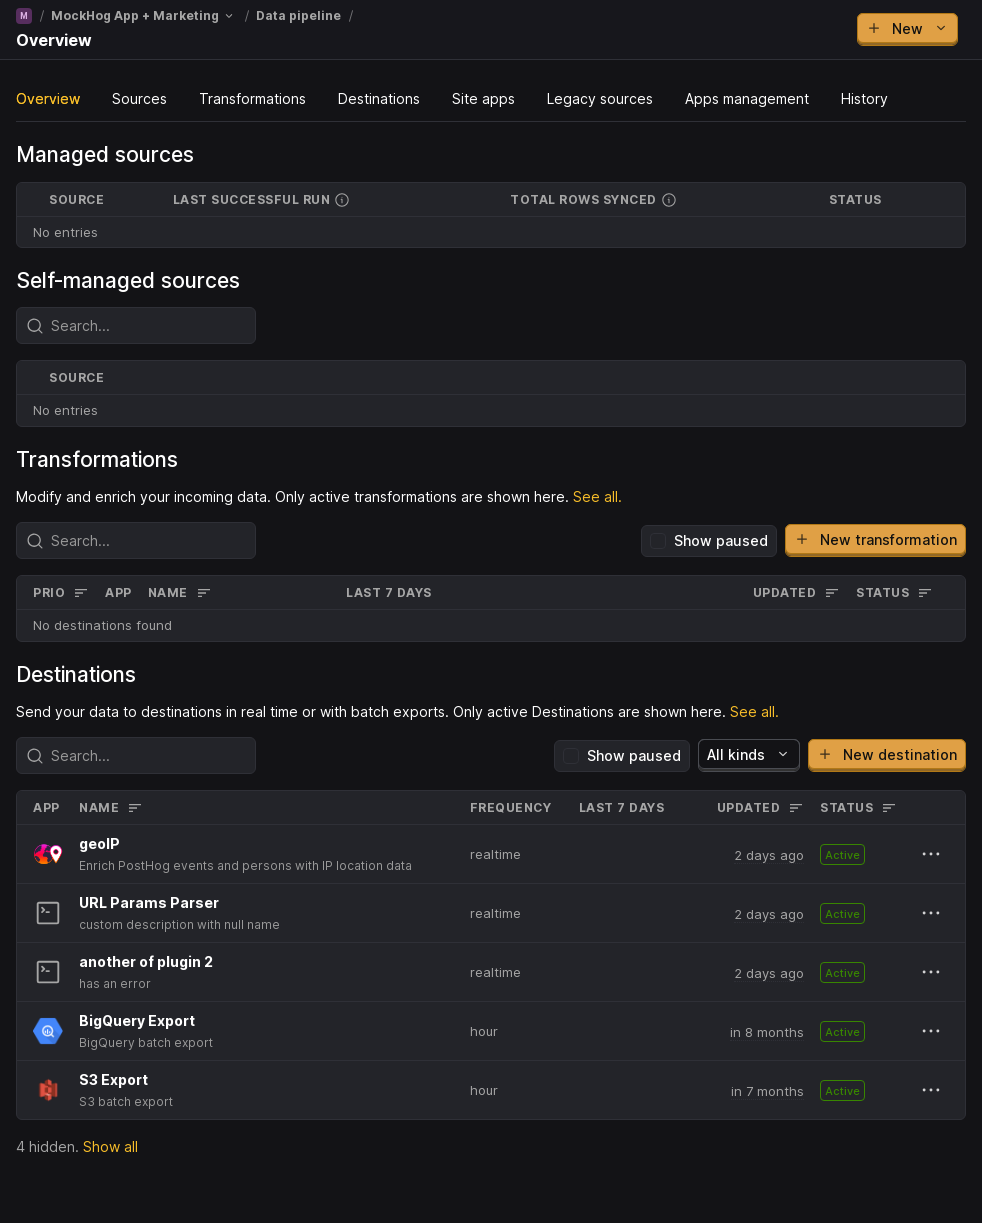 M / MockHog App + Marketing / Data pipeline /
Overview
New
Overview Sources Transformations Destinations Site apps Legacy sources Apps management History
Managed sources
SOURCE LAST SUCCESSFUL RUN TOTAL ROWS SYNCED STATUS
No entries
Self-managed sources
Search...
SOURCE
No entries
Transformations
Modify and enrich your incoming data. Only active transformations are shown here. See all.
Search... Show paused New transformation
PRIO APP NAME LAST 7 DAYS UPDATED STATUS
No destinations found
Destinations
Send your data to destinations in real time or with batch exports. Only active Destinations are shown here. See all.
Search... Show paused All kinds New destination
APP NAME FREQUENCY LAST 7 DAYS UPDATED STATUS
geoIP
Enrich PostHog events and persons with IP location data
realtime 2 days ago Active
URL Params Parser
custom description with null name
realtime 2 days ago Active
another of plugin 2
has an error
realtime 2 days ago Active
BigQuery Export
BigQuery batch export
hour in 8 months Active
S3 Export
S3 batch export
hour in 7 months Active
4 hidden. Show all